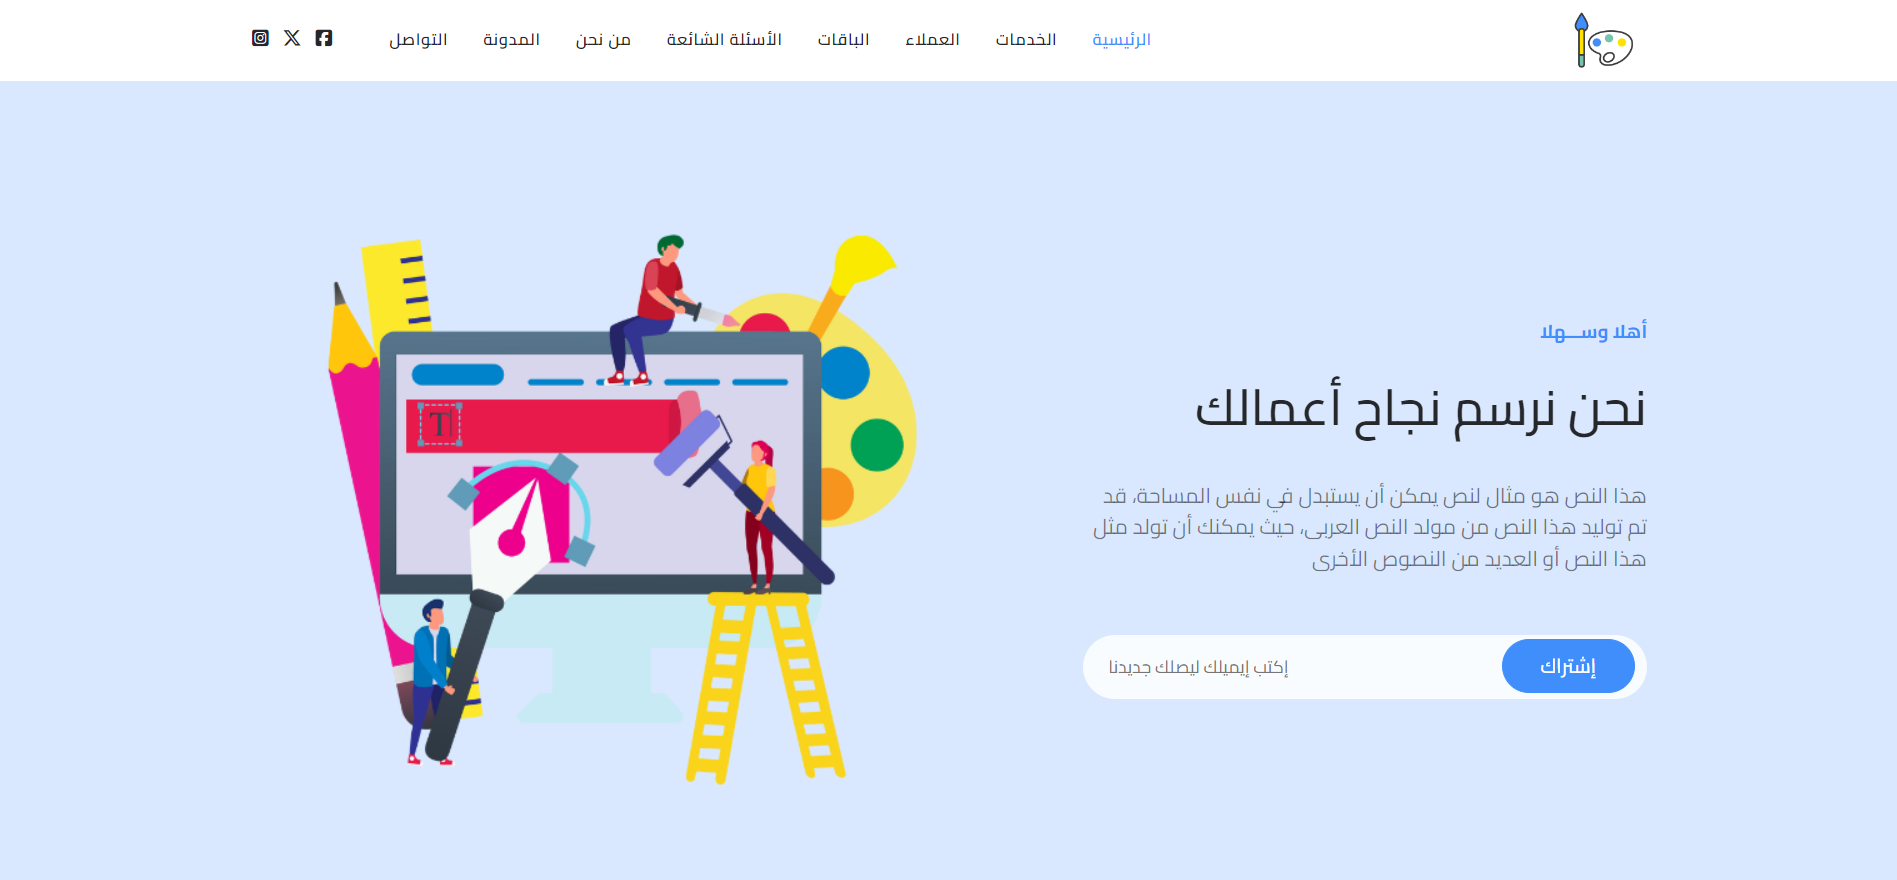 الرئيسية
الخدمات
العملاء
الباقات
الأسئلة الشائعة
من نحن
المدونة
التواصل
أهلا وســـهلا
نحن نرسم نجاح أعمالك
هذا النص هو مثال لنص يمكن أن يستبدل في نفس المساحة، قد
تم توليد هذا النص من مولد النص العربى، حيث يمكنك أن تولد مثل
هذا النص أو العديد من النصوص الأخرى
إشتراك
إكتب إيميلك ليصلك جديدنا
T